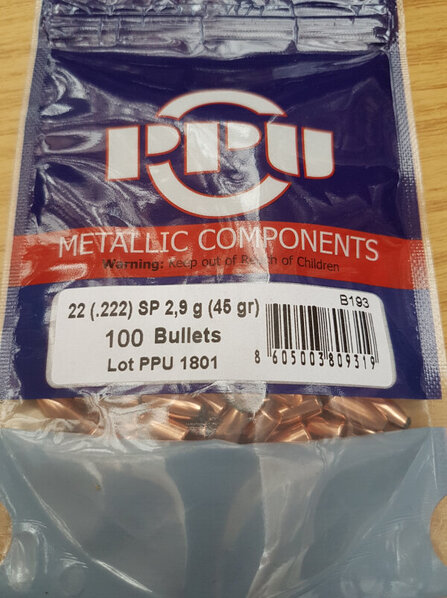 PPU
METALLIC COMPONENTS
Warning: Keep out of Reach of Children
B193
22 (.222) SP 2,9 g (45 gr)
100 Bullets
Lot PPU 1801
8 605003 809319